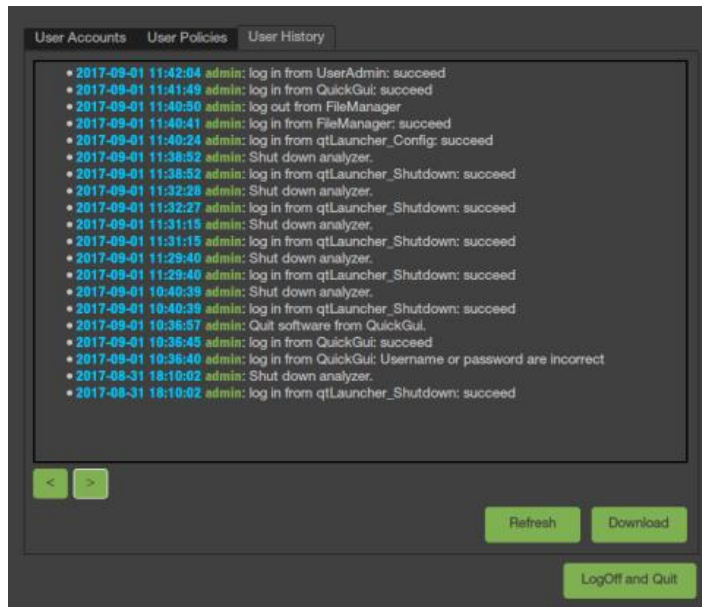 User Accounts User Policies User History
• 2017-09-01 11:42:04 admin: log in from UserAdmin: succeed
• 2017-09-01 11:41:49 admin: log in from QuickGui: succeed
• 2017-09-01 11:40:50 admin: log out from FileManager
• 2017-09-01 11:40:41 admin: log in from FileManager: succeed
• 2017-09-01 11:40:24 admin: log in from qtLauncher_Config: succeed
• 2017-09-01 11:38:52 admin: Shut down analyzer.
• 2017-09-01 11:38:52 admin: log in from qtLauncher_Shutdown: succeed
• 2017-09-01 11:32:28 admin: Shut down analyzer.
• 2017-09-01 11:32:27 admin: log in from qtLauncher_Shutdown: succeed
• 2017-09-01 11:31:15 admin: Shut down analyzer.
• 2017-09-01 11:31:15 admin: log in from qtLauncher_Shutdown: succeed
• 2017-09-01 11:29:40 admin: Shut down analyzer.
• 2017-09-01 11:29:40 admin: log in from qtLauncher_Shutdown: succeed
• 2017-09-01 10:40:39 admin: Shut down analyzer.
• 2017-09-01 10:40:39 admin: log in from qtLauncher_Shutdown: succeed
• 2017-09-01 10:36:57 admin: Quit software from QuickGui.
• 2017-09-01 10:36:45 admin: log in from QuickGui: succeed
• 2017-09-01 10:36:40 admin: log in from QuickGui: Username or password are incorrect
• 2017-08-31 18:10:02 admin: Shut down analyzer.
• 2017-08-31 18:10:02 admin: log in from qtLauncher_Shutdown: succeed
< >
Refresh Download
LogOff and Quit